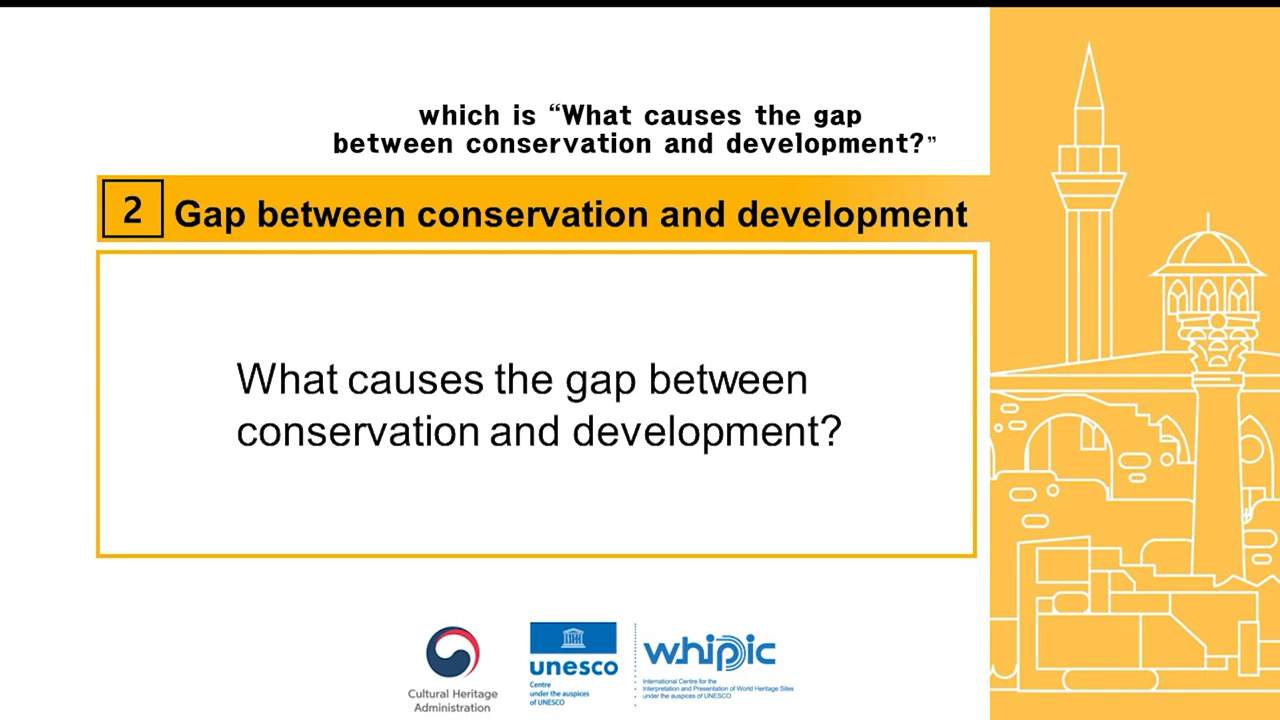 which is “What causes the gap
between conservation and development?”
2 Gap between conservation and development
What causes the gap between
conservation and development?
Cultural Heritage
Administration
unesco
Centre
under the auspices
of UNESCO
whipic
International Centre for the
Interpretation and Presentation of World Heritage Sites
under the auspices of UNESCO